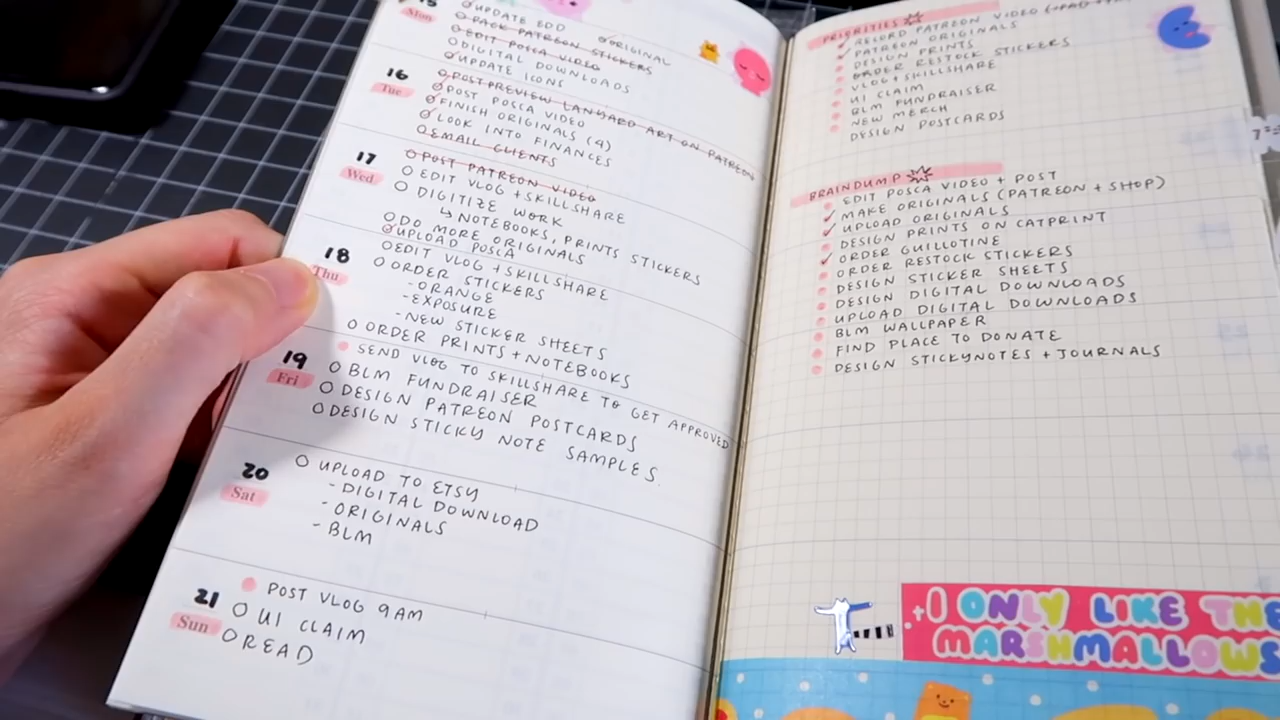 15
Mon
UPDATE EDD
ORIGINAL
PACK PATREON STICKERS
EDIT POSCA VIDEO
DIGITAL DOWNLOADS
UPDATE ICONS
16
Tue
POST PREVIEW LANYARD ART ON PATREON
POST POSCA VIDEO
FINISH ORIGINALS (4)
LOOK INTO FINANCES
EMAIL CLIENTS
17
Wed
POST PATREON VIDEO
EDIT VLOG + SKILLSHARE
DIGITIZE WORK
↳ NOTEBOOKS, PRINTS STICKERS
DO MORE ORIGINALS
UPLOAD POSCA
18
Thu
EDIT VLOG + SKILLSHARE
ORDER STICKERS
-ORANGE
-EXPOSURE
-NEW STICKER SHEETS
ORDER PRINTS + NOTEBOOKS
19
Fri
SEND VLOG TO SKILLSHARE TO GET APPROVED
BLM FUNDRAISER
DESIGN PATREON POSTCARDS
DESIGN STICKY NOTE SAMPLES.
20
Sat
UPLOAD TO ETSY
- DIGITAL DOWNLOAD
- ORIGINALS
- BLM
21
Sun
POST VLOG 9AM
UI CLAIM
READ
PRIORITIES
RECORD PATREON VIDEO
PATREON ORIGINALS
DESIGN PRINTS
ORDER RESTOCK STICKERS
VLOG + SKILLSHARE
UI CLAIM
BLM FUNDRAISER
NEW MERCH
DESIGN POSTCARDS
BRAINDUMP
EDIT POSCA VIDEO + POST
MAKE ORIGINALS (PATREON + SHOP)
UPLOAD ORIGINALS
DESIGN PRINTS ON CATPRINT
ORDER GUILLOTINE
ORDER RESTOCK STICKERS
DESIGN STICKER SHEETS
DESIGN DIGITAL DOWNLOADS
UPLOAD DIGITAL DOWNLOADS
BLM WALLPAPER
FIND PLACE TO DONATE
DESIGN STICKYNOTES + JOURNALS
I ONLY LIKE THE
MARSHMALLOWS